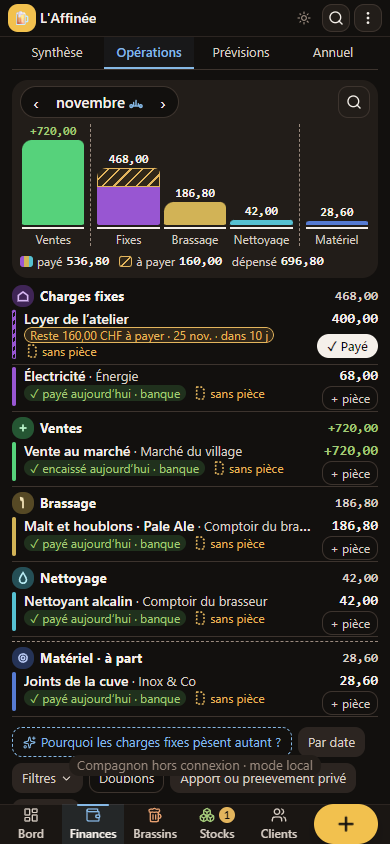 L'Affinée
Synthèse Opérations Prévisions Annuel
‹ novembre ›
+720,00
468,00
186,80
42,00
28,60
Ventes Fixes Brassage Nettoyage Matériel
payé 536,80 à payer 160,00 dépensé 696,80
Charges fixes 468,00
Loyer de l'atelier 400,00
Reste 160,00 CHF à payer · 25 nov. · dans 10 j
✓ Payé
sans pièce
Électricité · Énergie 68,00
✓ payé aujourd'hui · banque sans pièce + pièce
Ventes +720,00
Vente au marché · Marché du village +720,00
✓ encaissé aujourd'hui · banque sans pièce + pièce
Brassage 186,80
Malt et houblons · Pale Ale · Comptoir du bra... 186,80
✓ payé aujourd'hui · banque sans pièce + pièce
Nettoyage 42,00
Nettoyant alcalin · Comptoir du brasseur 42,00
✓ payé aujourd'hui · banque sans pièce + pièce
Matériel · à part 28,60
Joints de la cuve · Inox & Co 28,60
✓ payé aujourd'hui · banque sans pièce + pièce
Pourquoi les charges fixes pèsent autant ? Par date
Compagnon hors connexion · mode local
Filtres Doublons Apport ou prélèvement privé
Bord Finances Brassins Stocks 1 Clients +